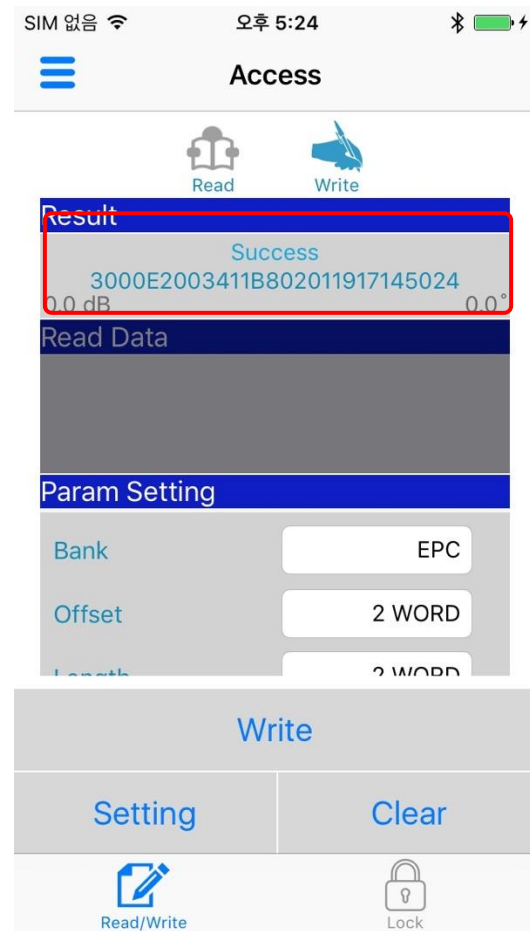 SIM 없음 오후 5:24
Access
Read Write
Result
Success
3000E2003411B802011917145024
0.0 dB 0.0°
Read Data
Param Setting
Bank EPC
Offset 2 WORD
Length 2 WORD
Write
Setting Clear
Read/Write Lock